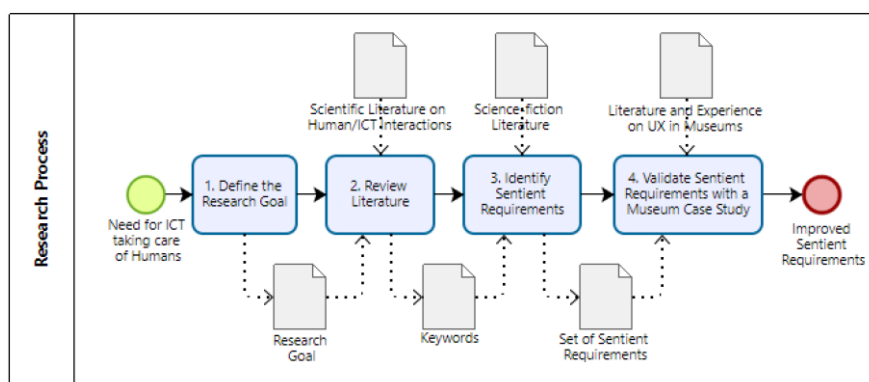 Research Process
Scientific Literature on
Human/ICT Interactions
Science-fiction
Literature
Literature and Experience
on UX in Museums
1. Define the
Research Goal
2. Review
Literature
3. Identify
Sentient
Requirements
4. Validate Sentient
Requirements with a
Museum Case Study
Need for ICT
taking care
of Humans
Improved
Sentient
Requirements
Research
Goal
Keywords
Set of Sentient
Requirements